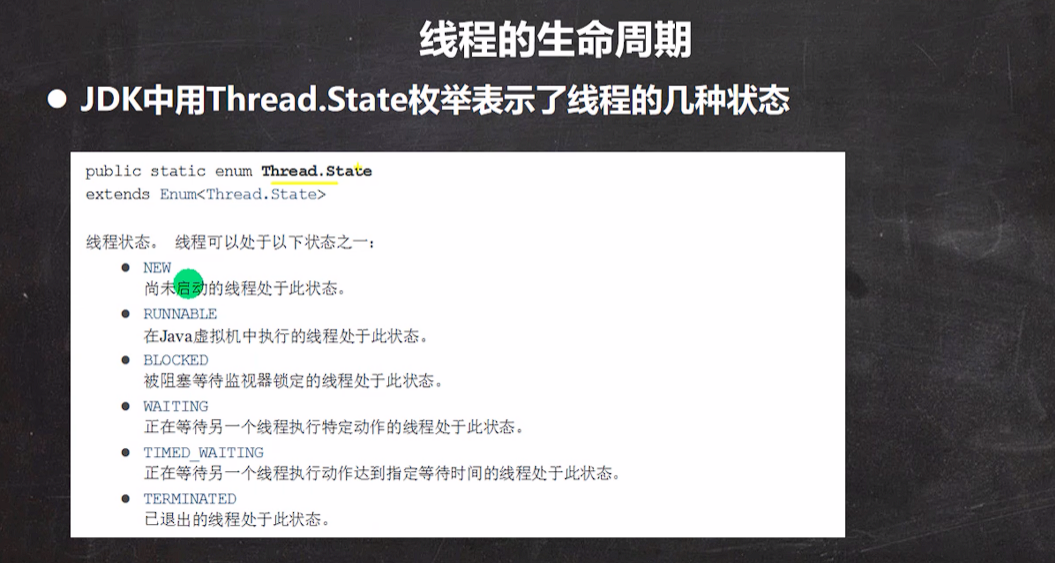 线程的生命周期
● JDK中用Thread.State枚举表示了线程的几种状态
public static enum Thread.State
extends Enum<Thread.State>
线程状态。 线程可以处于以下状态之一:
● NEW
尚未启动的线程处于此状态。
● RUNNABLE
在Java虚拟机中执行的线程处于此状态。
● BLOCKED
被阻塞等待监视器锁定的线程处于此状态。
● WAITING
正在等待另一个线程执行特定动作的线程处于此状态。
● TIMED_WAITING
正在等待另一个线程执行动作达到指定等待时间的线程处于此状态。
● TERMINATED
已退出的线程处于此状态。